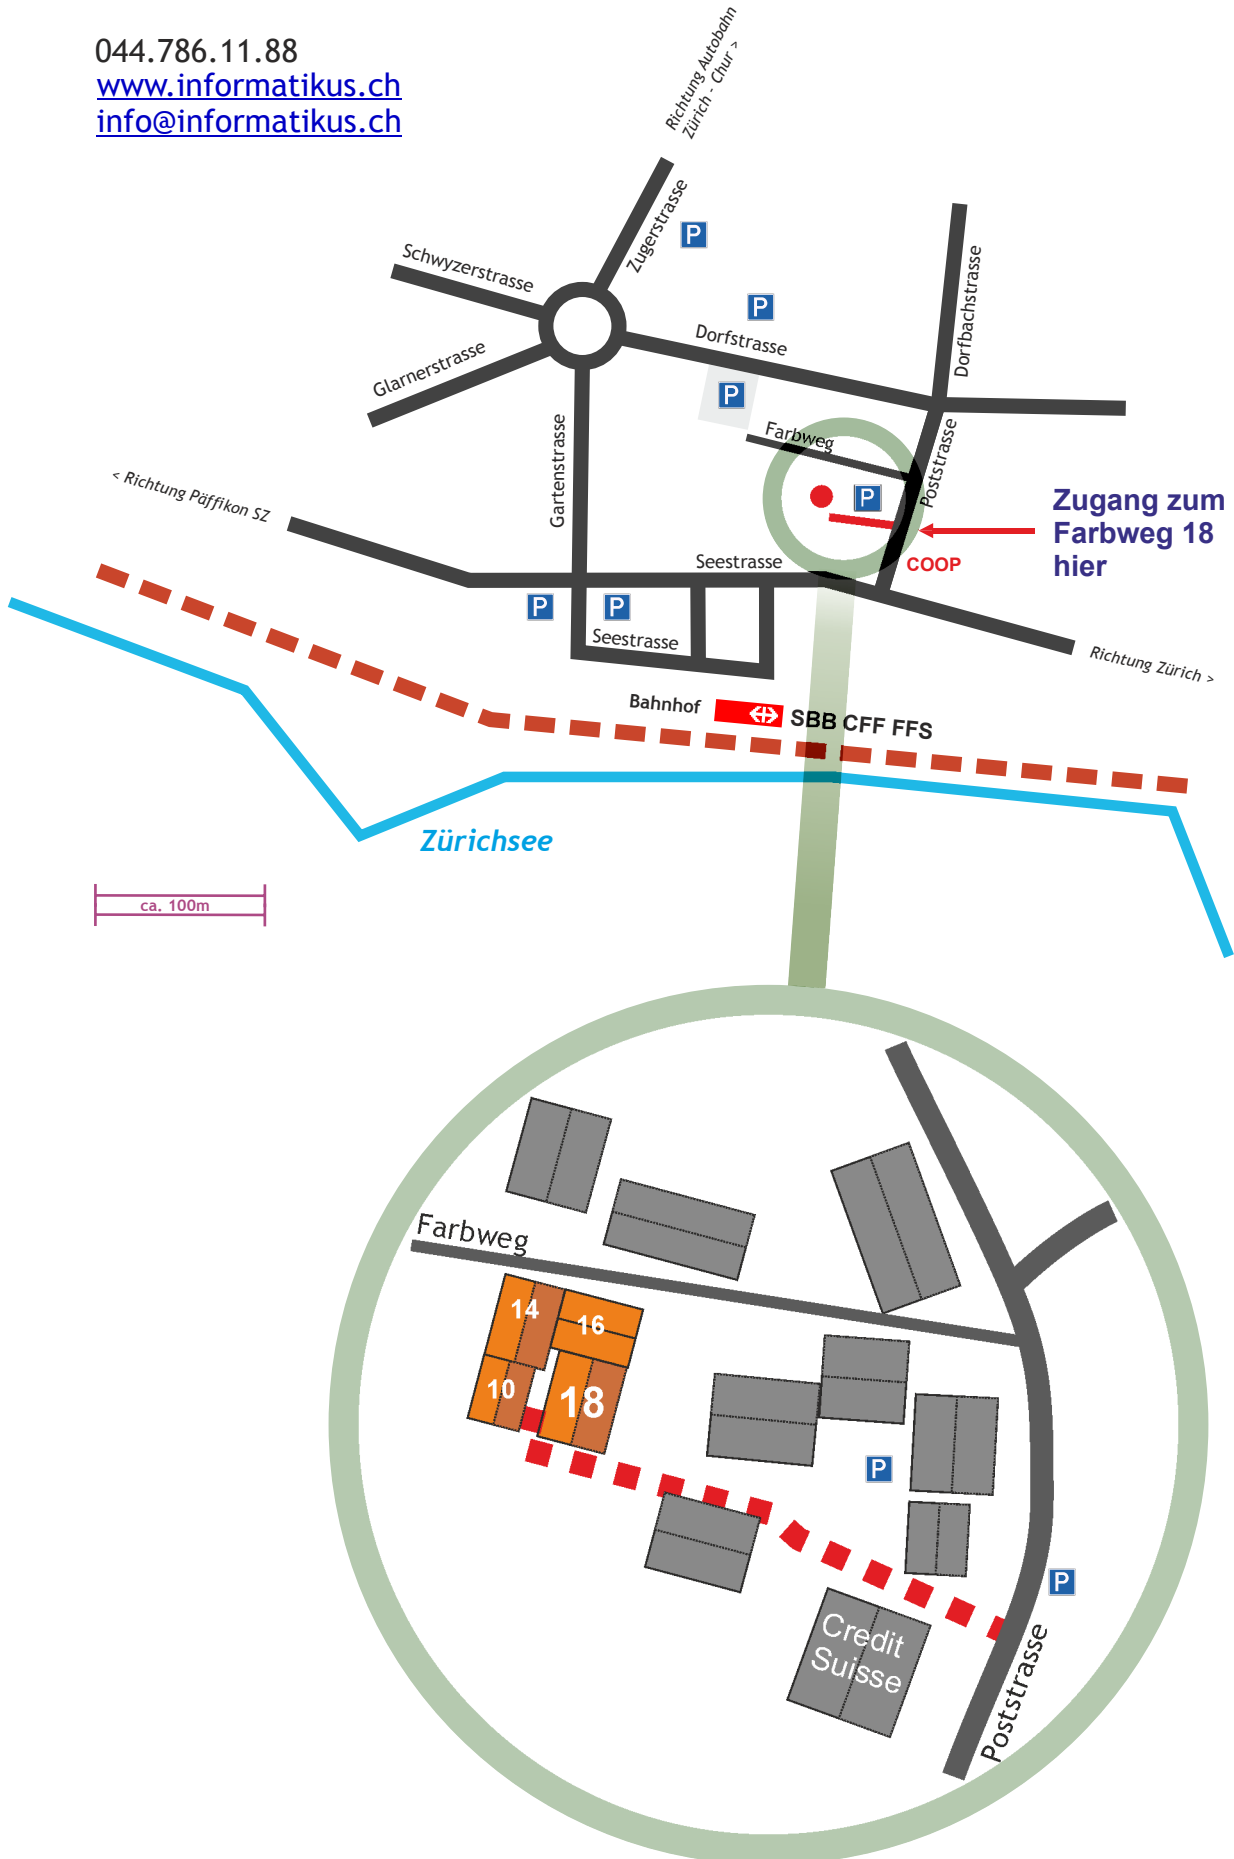 044.786.11.88
www.informatikus.ch
info@informatikus.ch
Richtung Autobahn
Zürich - Chur >
Zugerstrasse
P
Schwyzerstrasse
P
Dorfstrasse
Dorfbachstrasse
Glarnerstrasse
P
Farbweg
Poststrasse
Gartenstrasse
< Richtung Päffikon SZ
P
Zugang zum
Farbweg 18
hier
COOP
Seestrasse
P
P
Seestrasse
Richtung Zürich >
Bahnhof
SBB CFF FFS
Zürichsee
ca. 100m
Farbweg
14
16
10
18
P
P
Credit
Suisse
Poststrasse